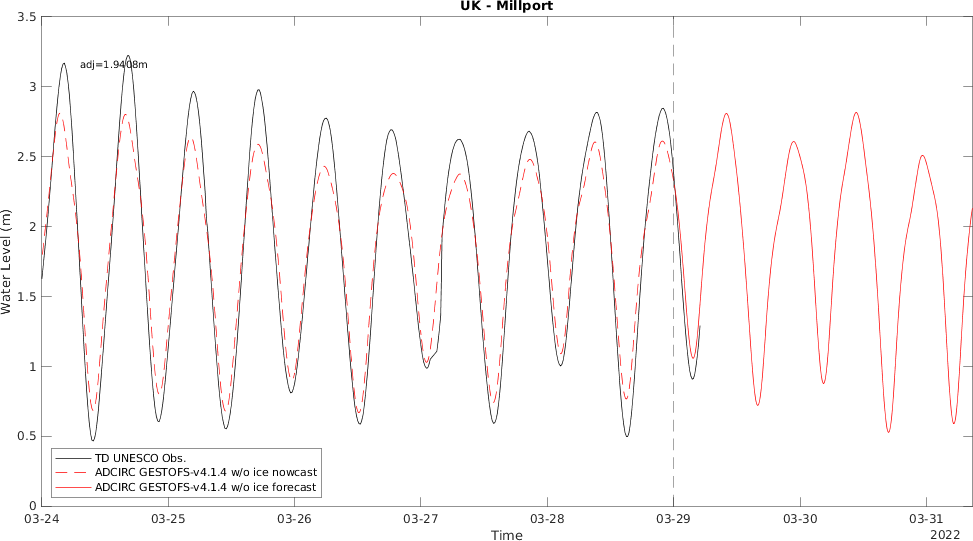 UK - Millport
3.5
3
2.5
2
1.5
1
0.5
0
Water Level (m)
adj=1.9408m
TD UNESCO Obs.
ADCIRC GESTOFS-v4.1.4 w/o ice nowcast
ADCIRC GESTOFS-v4.1.4 w/o ice forecast
03-24 03-25 03-26 03-27 03-28 03-29 03-30 03-31
Time
2022